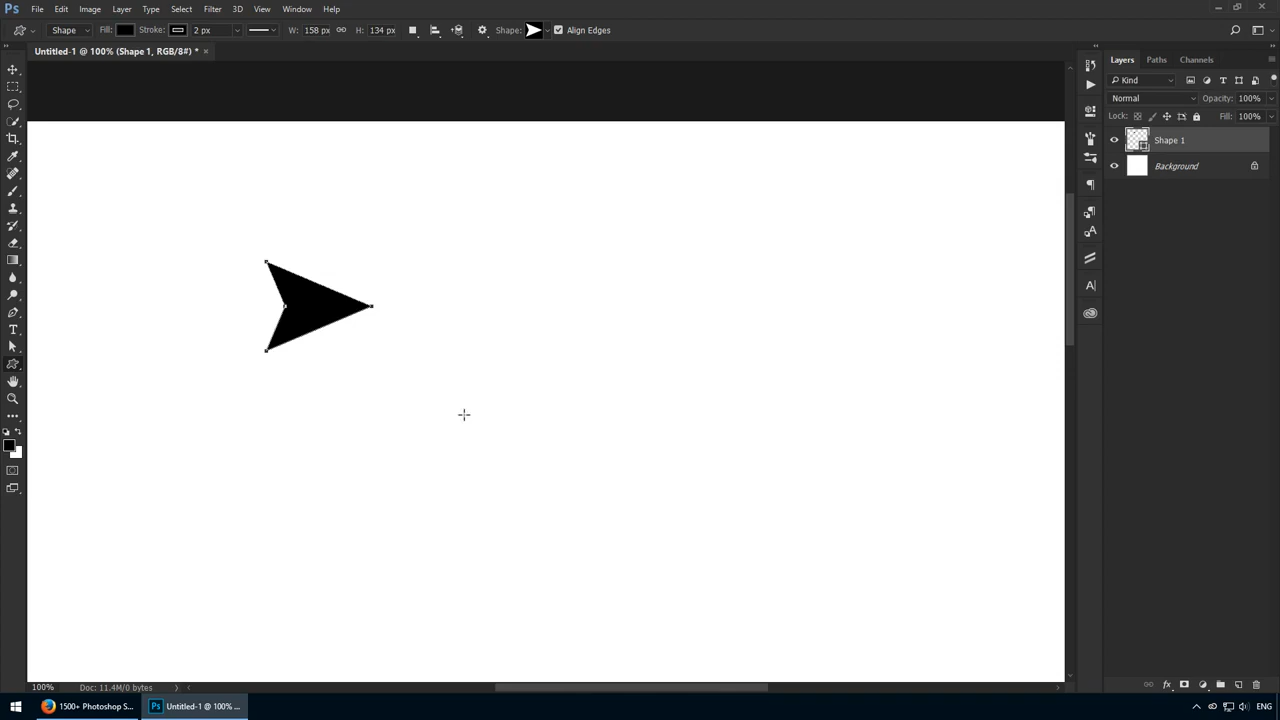 Ps File Edit Image Layer Type Select Filter 3D View Window Help
Shape Fill: Stroke: 2 px W: 158 px H: 134 px Shape: Align Edges
Untitled-1 @ 100% (Shape 1, RGB/8#) * ×
Layers Paths Channels
Kind
Normal Opacity: 100%
Lock: Fill: 100%
Shape 1
Background
100% Doc: 11.4M/0 bytes
1500+ Photoshop S... Ps Untitled-1 @ 100% ... ENG